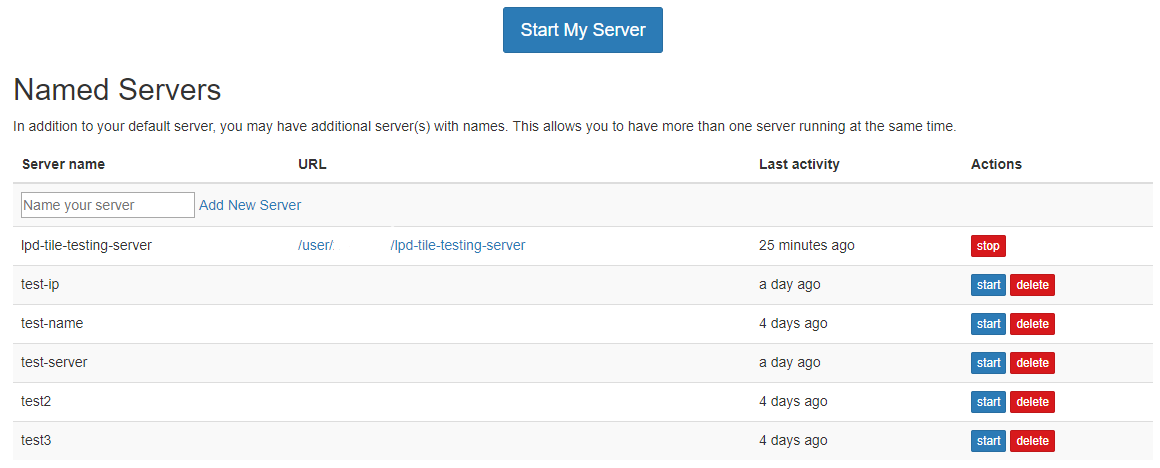 Start My Server
Named Servers
In addition to your default server, you may have additional server(s) with names. This allows you to have more than one server running at the same time.
Server name URL Last activity Actions
Name your server Add New Server
lpd-tile-testing-server /user/ /lpd-tile-testing-server 25 minutes ago stop
test-ip a day ago start delete
test-name 4 days ago start delete
test-server a day ago start delete
test2 4 days ago start delete
test3 4 days ago start delete